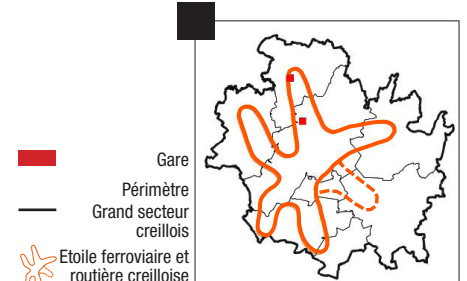 Gare
Périmètre
Grand secteur
creillois
Etoile ferroviaire et
routière creilloise